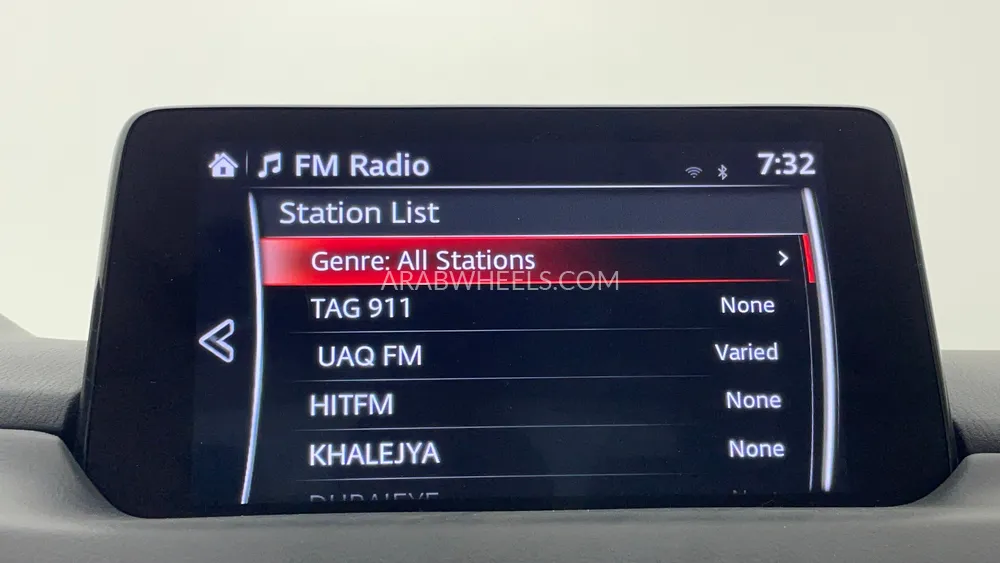 FM Radio 7:32
Station List
Genre: All Stations >
ARABWHEELS.COM
TAG 911 None
UAQ FM Varied
HITFM None
KHALEJYA None